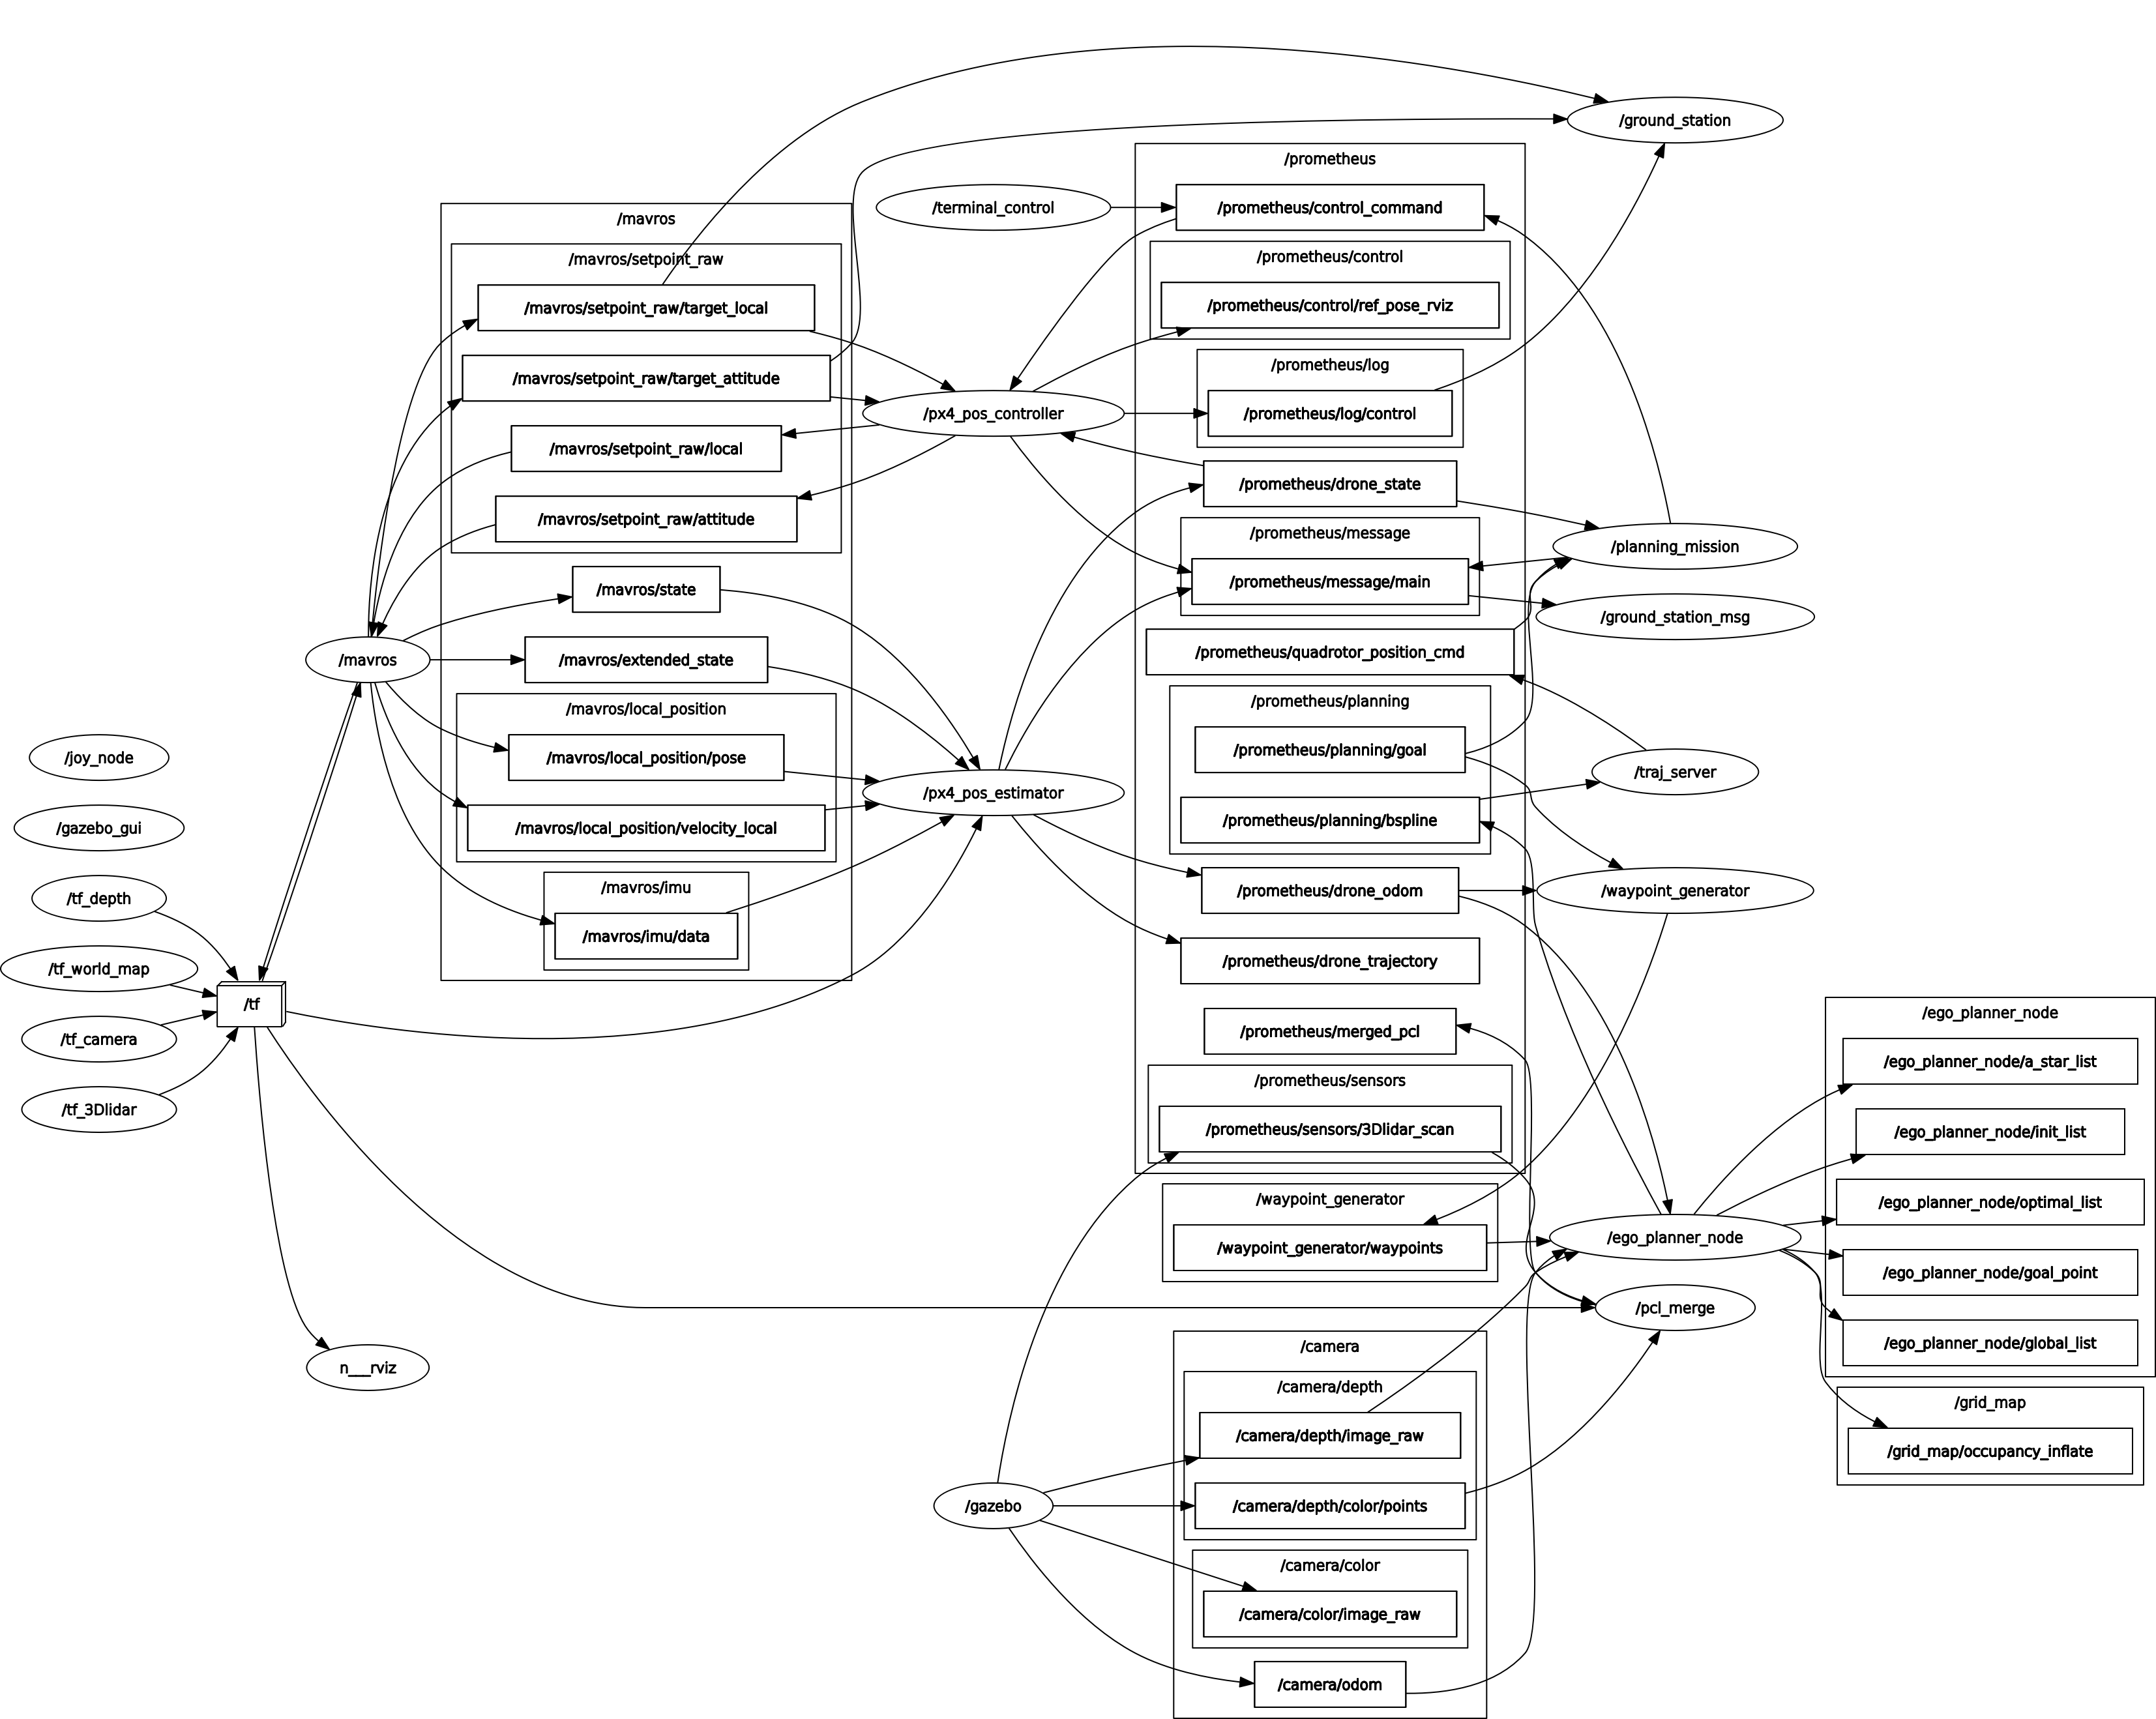 /ground_station
/prometheus
/terminal_control
/prometheus/control_command
/mavros
/mavros/setpoint_raw
/prometheus/control
/mavros/setpoint_raw/target_local
/prometheus/control/ref_pose_rviz
/prometheus/log
/mavros/setpoint_raw/target_attitude
/px4_pos_controller
/prometheus/log/control
/mavros/setpoint_raw/local
/prometheus/drone_state
/mavros/setpoint_raw/attitude
/prometheus/message
/planning_mission
/mavros/state
/prometheus/message/main
/ground_station_msg
/mavros
/mavros/extended_state
/prometheus/quadrotor_position_cmd
/mavros/local_position
/prometheus/planning
/joy_node
/mavros/local_position/pose
/prometheus/planning/goal
/traj_server
/px4_pos_estimator
/gazebo_gui
/mavros/local_position/velocity_local
/prometheus/planning/bspline
/mavros/imu
/tf_depth
/prometheus/drone_odom
/waypoint_generator
/mavros/imu/data
/tf_world_map
/prometheus/drone_trajectory
/tf
/ego_planner_node
/tf_camera
/prometheus/merged_pcl
/ego_planner_node/a_star_list
/prometheus/sensors
/tf_3Dlidar
/prometheus/sensors/3Dlidar_scan
/ego_planner_node/init_list
/waypoint_generator
/ego_planner_node/optimal_list
/waypoint_generator/waypoints
/ego_planner_node
/ego_planner_node/goal_point
/pcl_merge
/camera
/ego_planner_node/global_list
n___rviz
/camera/depth
/grid_map
/camera/depth/image_raw
/grid_map/occupancy_inflate
/gazebo
/camera/depth/color/points
/camera/color
/camera/color/image_raw
/camera/odom